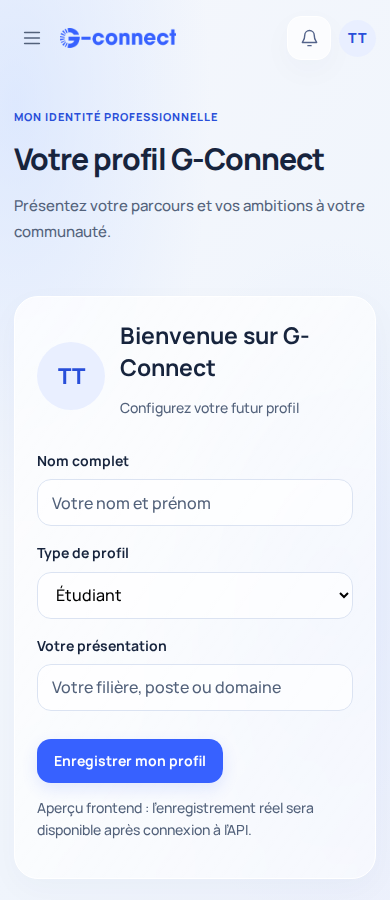 G-connect
TT
MON IDENTITÉ PROFESSIONNELLE
Votre profil G-Connect
Présentez votre parcours et vos ambitions à votre
communauté.
TT
Bienvenue sur G-
Connect
Configurez votre futur profil
Nom complet
Votre nom et prénom
Type de profil
Étudiant
Votre présentation
Votre filière, poste ou domaine
Enregistrer mon profil
Aperçu frontend : l'enregistrement réel sera
disponible après connexion à l'API.